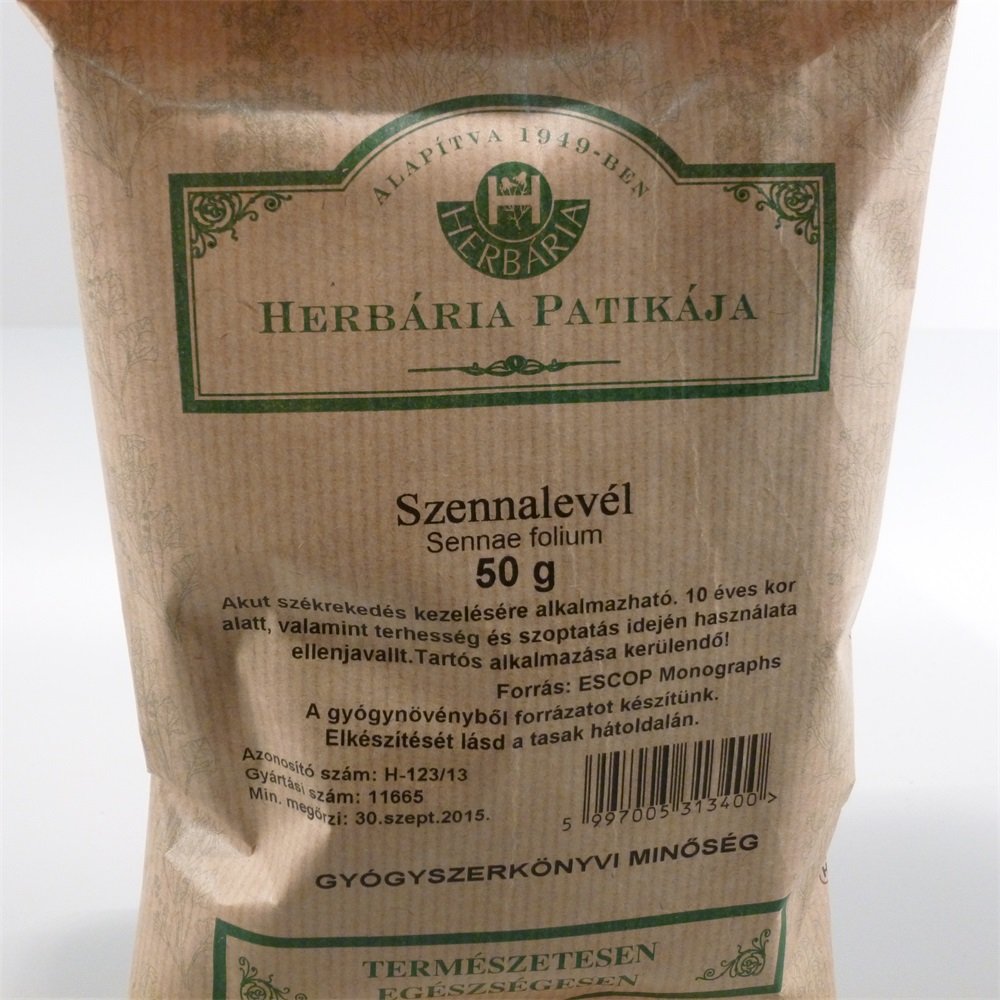 ALAPÍTVA 1949-BEN
H
HERBÁRIA
HERBÁRIA PATIKÁJA
Szennalevél
Sennae folium
50 g
Akut székrekedés kezelésére alkalmazható. 10 éves kor
alatt, valamint terhesség és szoptatás idején használata
ellenjavallt.Tartós alkalmazása kerülendő!
Forrás: ESCOP Monographs
A gyógynövényből forrázatot készítünk.
Elkészítését lásd a tasak hátoldalán.
Azonosító szám: H-123/13
Gyártási szám: 11665
Min. megőrzi: 30.szept.2015.
5 997005 313400 >
GYÓGYSZERKÖNYVI MINŐSÉG
TERMÉSZETESEN
EGÉSZSÉGESEN